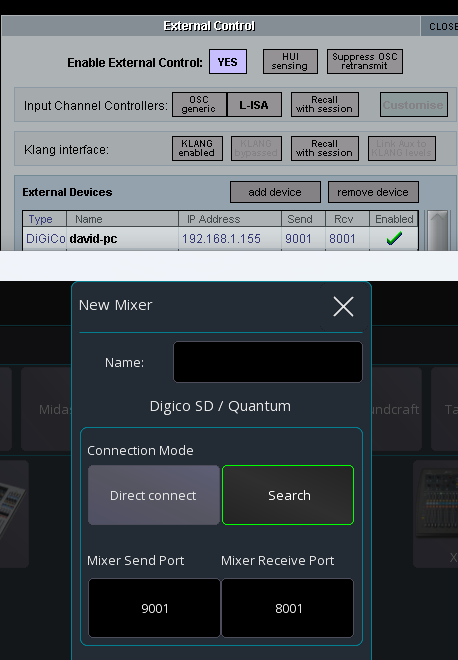 External Control
CLOSE
Enable External Control: YES HUI sensing Suppress OSC retransmit
Input Channel Controllers: OSC generic L-ISA Recall with session Customise
Klang interface: KLANG enabled KLANG bypassed Recall with session Link Aux to KLANG levels
External Devices add device remove device
Type Name IP Address Send Rcv Enabled
DiGiCo david-pc 192.168.1.155 9001 8001
New Mixer
Name:
Digico SD / Quantum
Midas
undcraft
Ta
Connection Mode
Direct connect Search
Mixer Send Port Mixer Receive Port
9001 8001
X